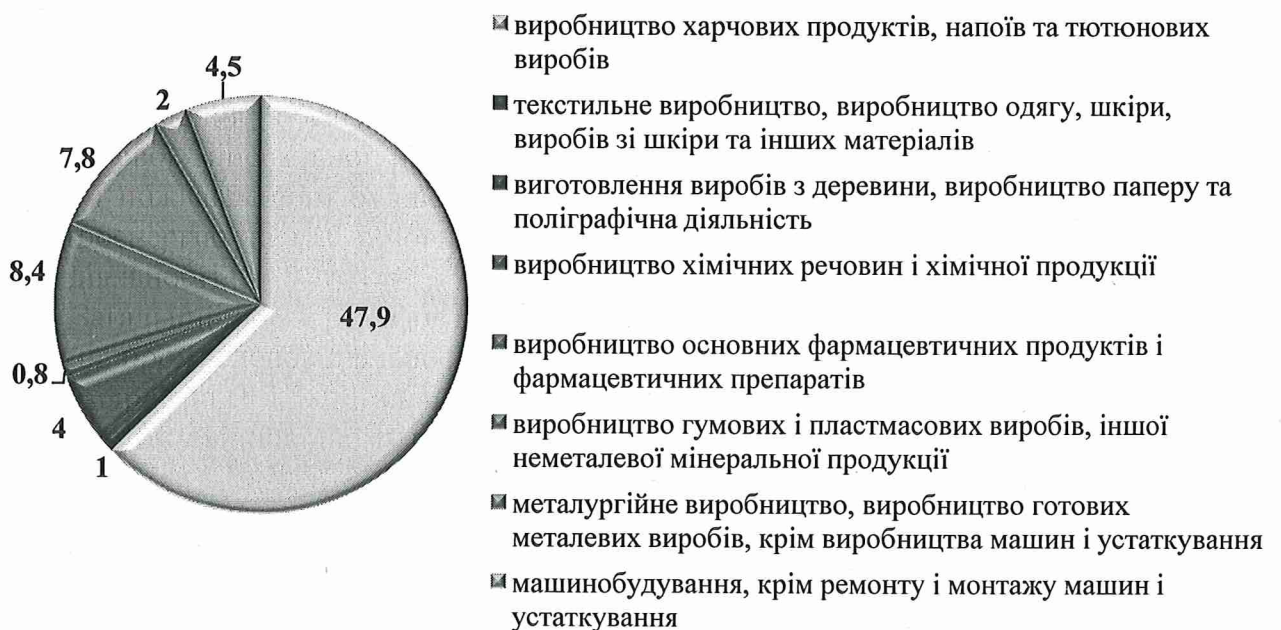 4,5
2
7,8
8,4
0,8
4
1
47,9
виробництво харчових продуктів, напоїв та тютюнових
виробів
текстильне виробництво, виробництво одягу, шкіри,
виробів зі шкіри та інших матеріалів
виготовлення виробів з деревини, виробництво паперу та
поліграфічна діяльність
виробництво хімічних речовин і хімічної продукції
виробництво основних фармацевтичних продуктів і
фармацевтичних препаратів
виробництво гумових і пластмасових виробів, іншої
неметалевої мінеральної продукції
металургійне виробництво, виробництво готових
металевих виробів, крім виробництва машин і устаткування
машинобудування, крім ремонту і монтажу машин і
устаткування